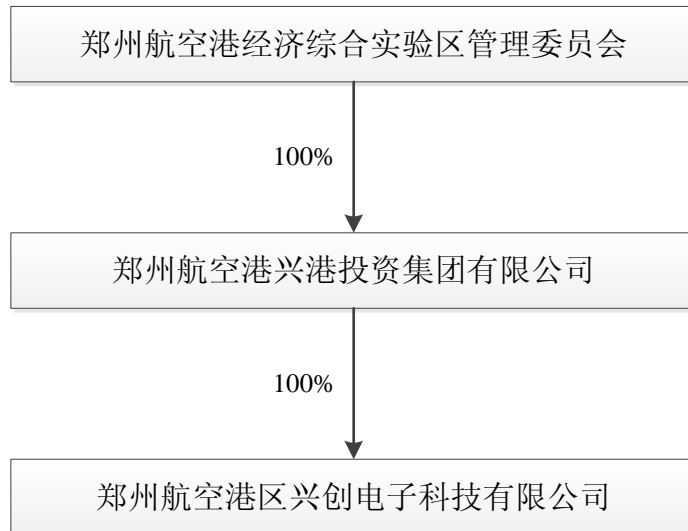 郑州航空港经济综合实验区管理委员会
100%
郑州航空港兴港投资集团有限公司
100%
郑州航空港区兴创电子科技有限公司